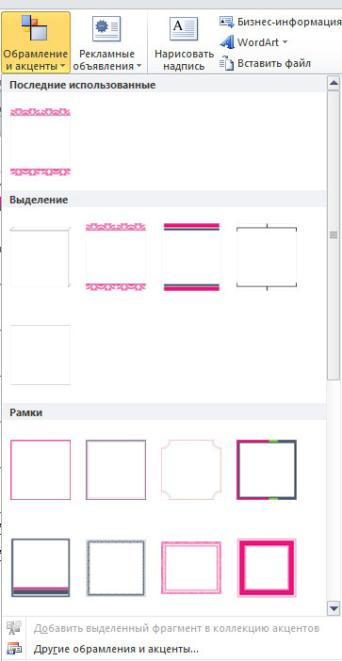 Обрамление и акценты
Рекламные объявления
Нарисовать надпись
Бизнес-информация
WordArt
Вставить файл
Последние использованные
Выделение
Рамки
Добавить выделенный фрагмент в коллекцию акцентов
Другие обрамления и акценты...